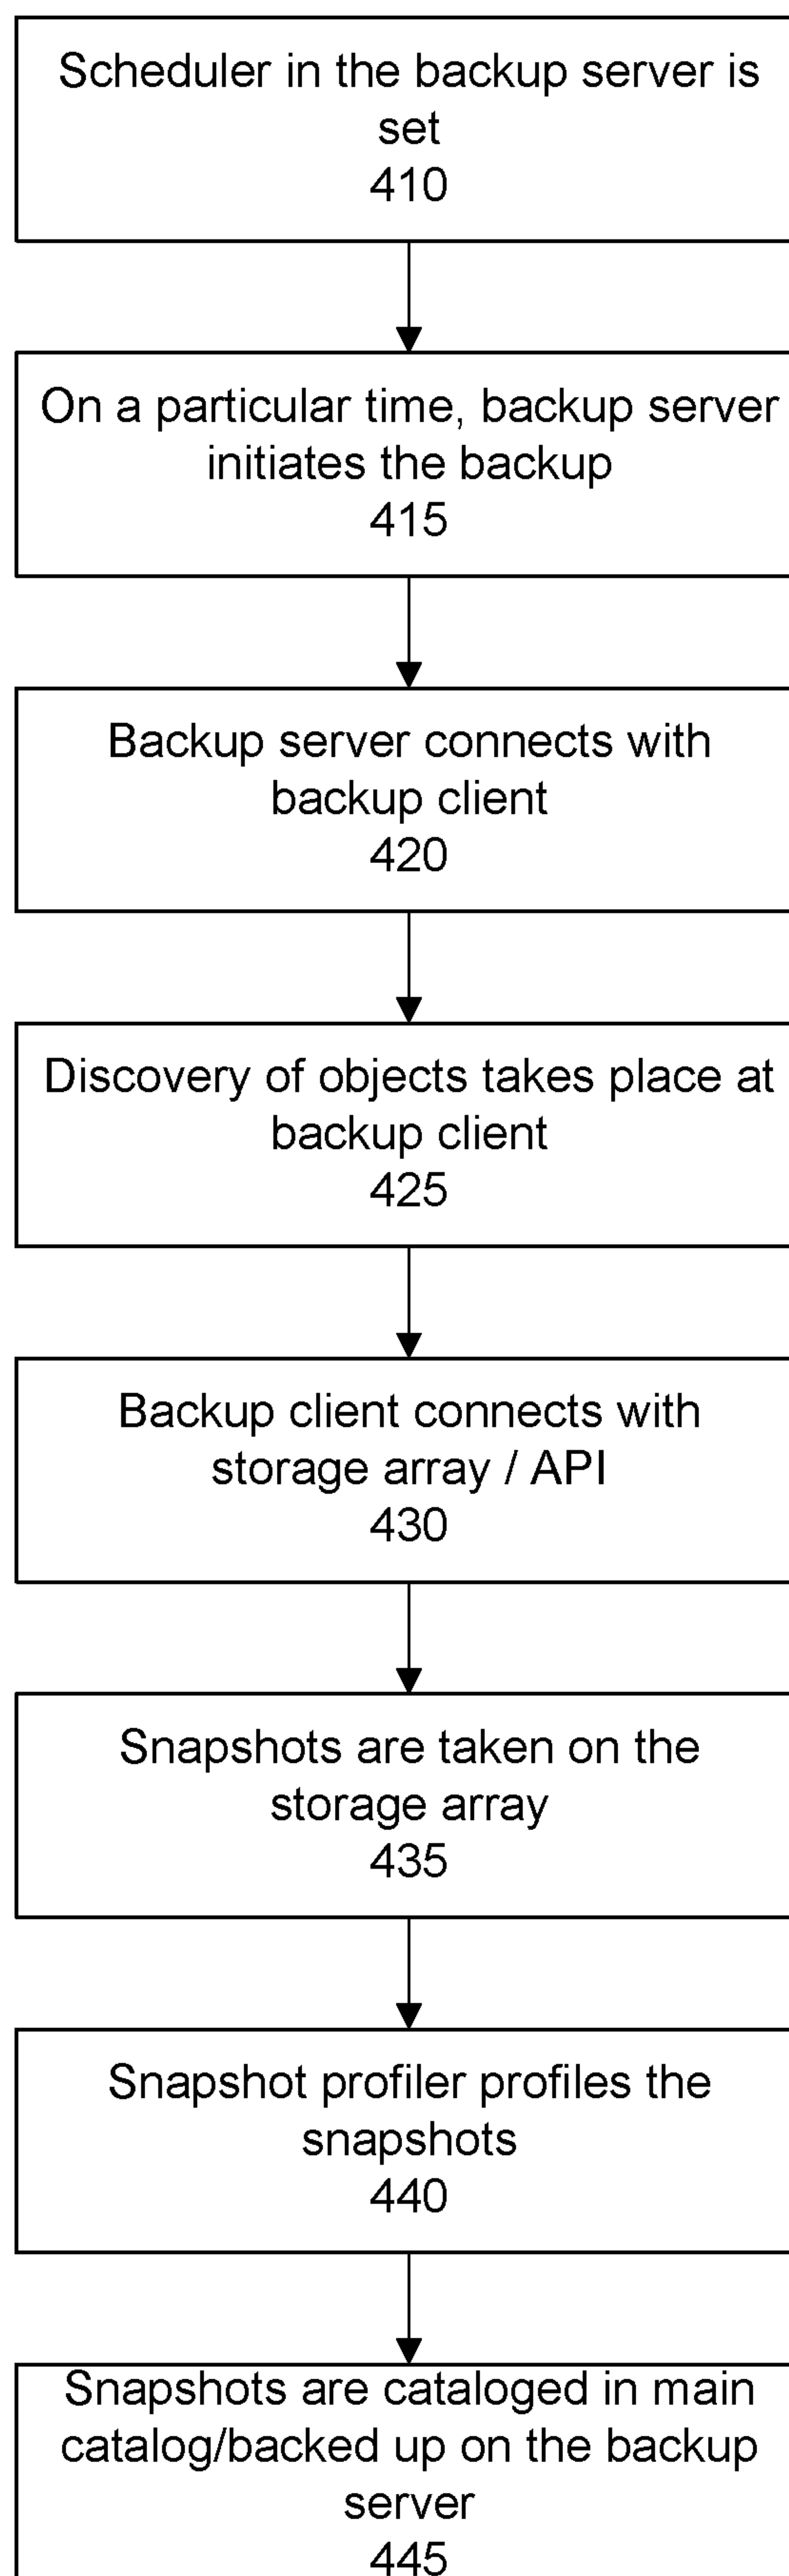 Scheduler in the backup server is
set
410
On a particular time, backup server
initiates the backup
415
Backup server connects with
backup client
420
Discovery of objects takes place at
backup client
425
Backup client connects with
storage array / API
430
Snapshots are taken on the
storage array
435
Snapshot profiler profiles the
snapshots
440
Snapshots are cataloged in main
catalog/backed up on the backup
server
445